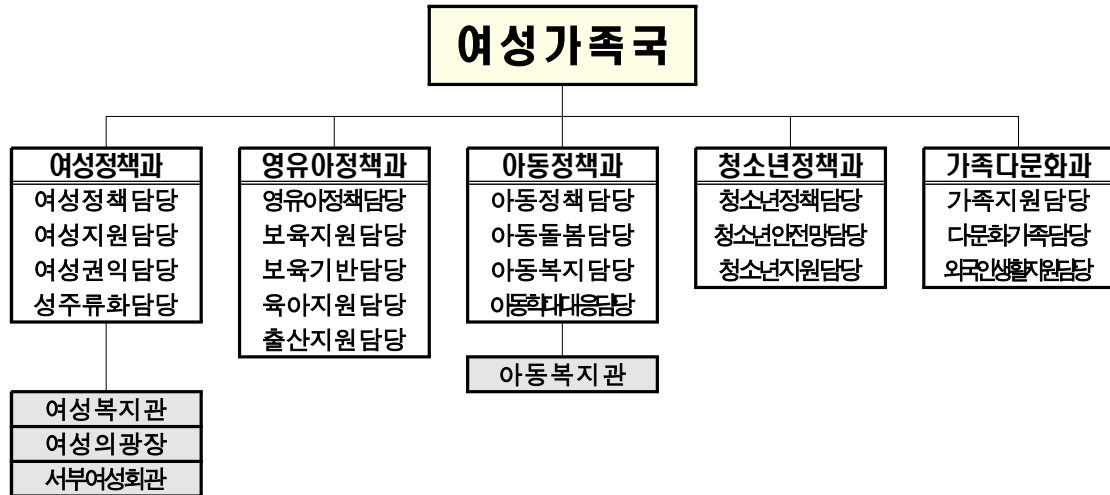 여성가족국
여성정책과
여성정책담당
여성지원담당
여성권익담당
성주류화담당
여성복지관
여성의광장
서부여성회관
영유아정책과
영유아정책담당
보육지원담당
보육기반담당
육아지원담당
출산지원담당
아동정책과
아동정책담당
아동돌봄담당
아동복지담당
아동학대대응담당
아동복지관
청소년정책과
청소년정책담당
청소년안전망담당
청소년지원담당
가족다문화과
가족지원담당
다문화가족담당
외국인생활지원담당